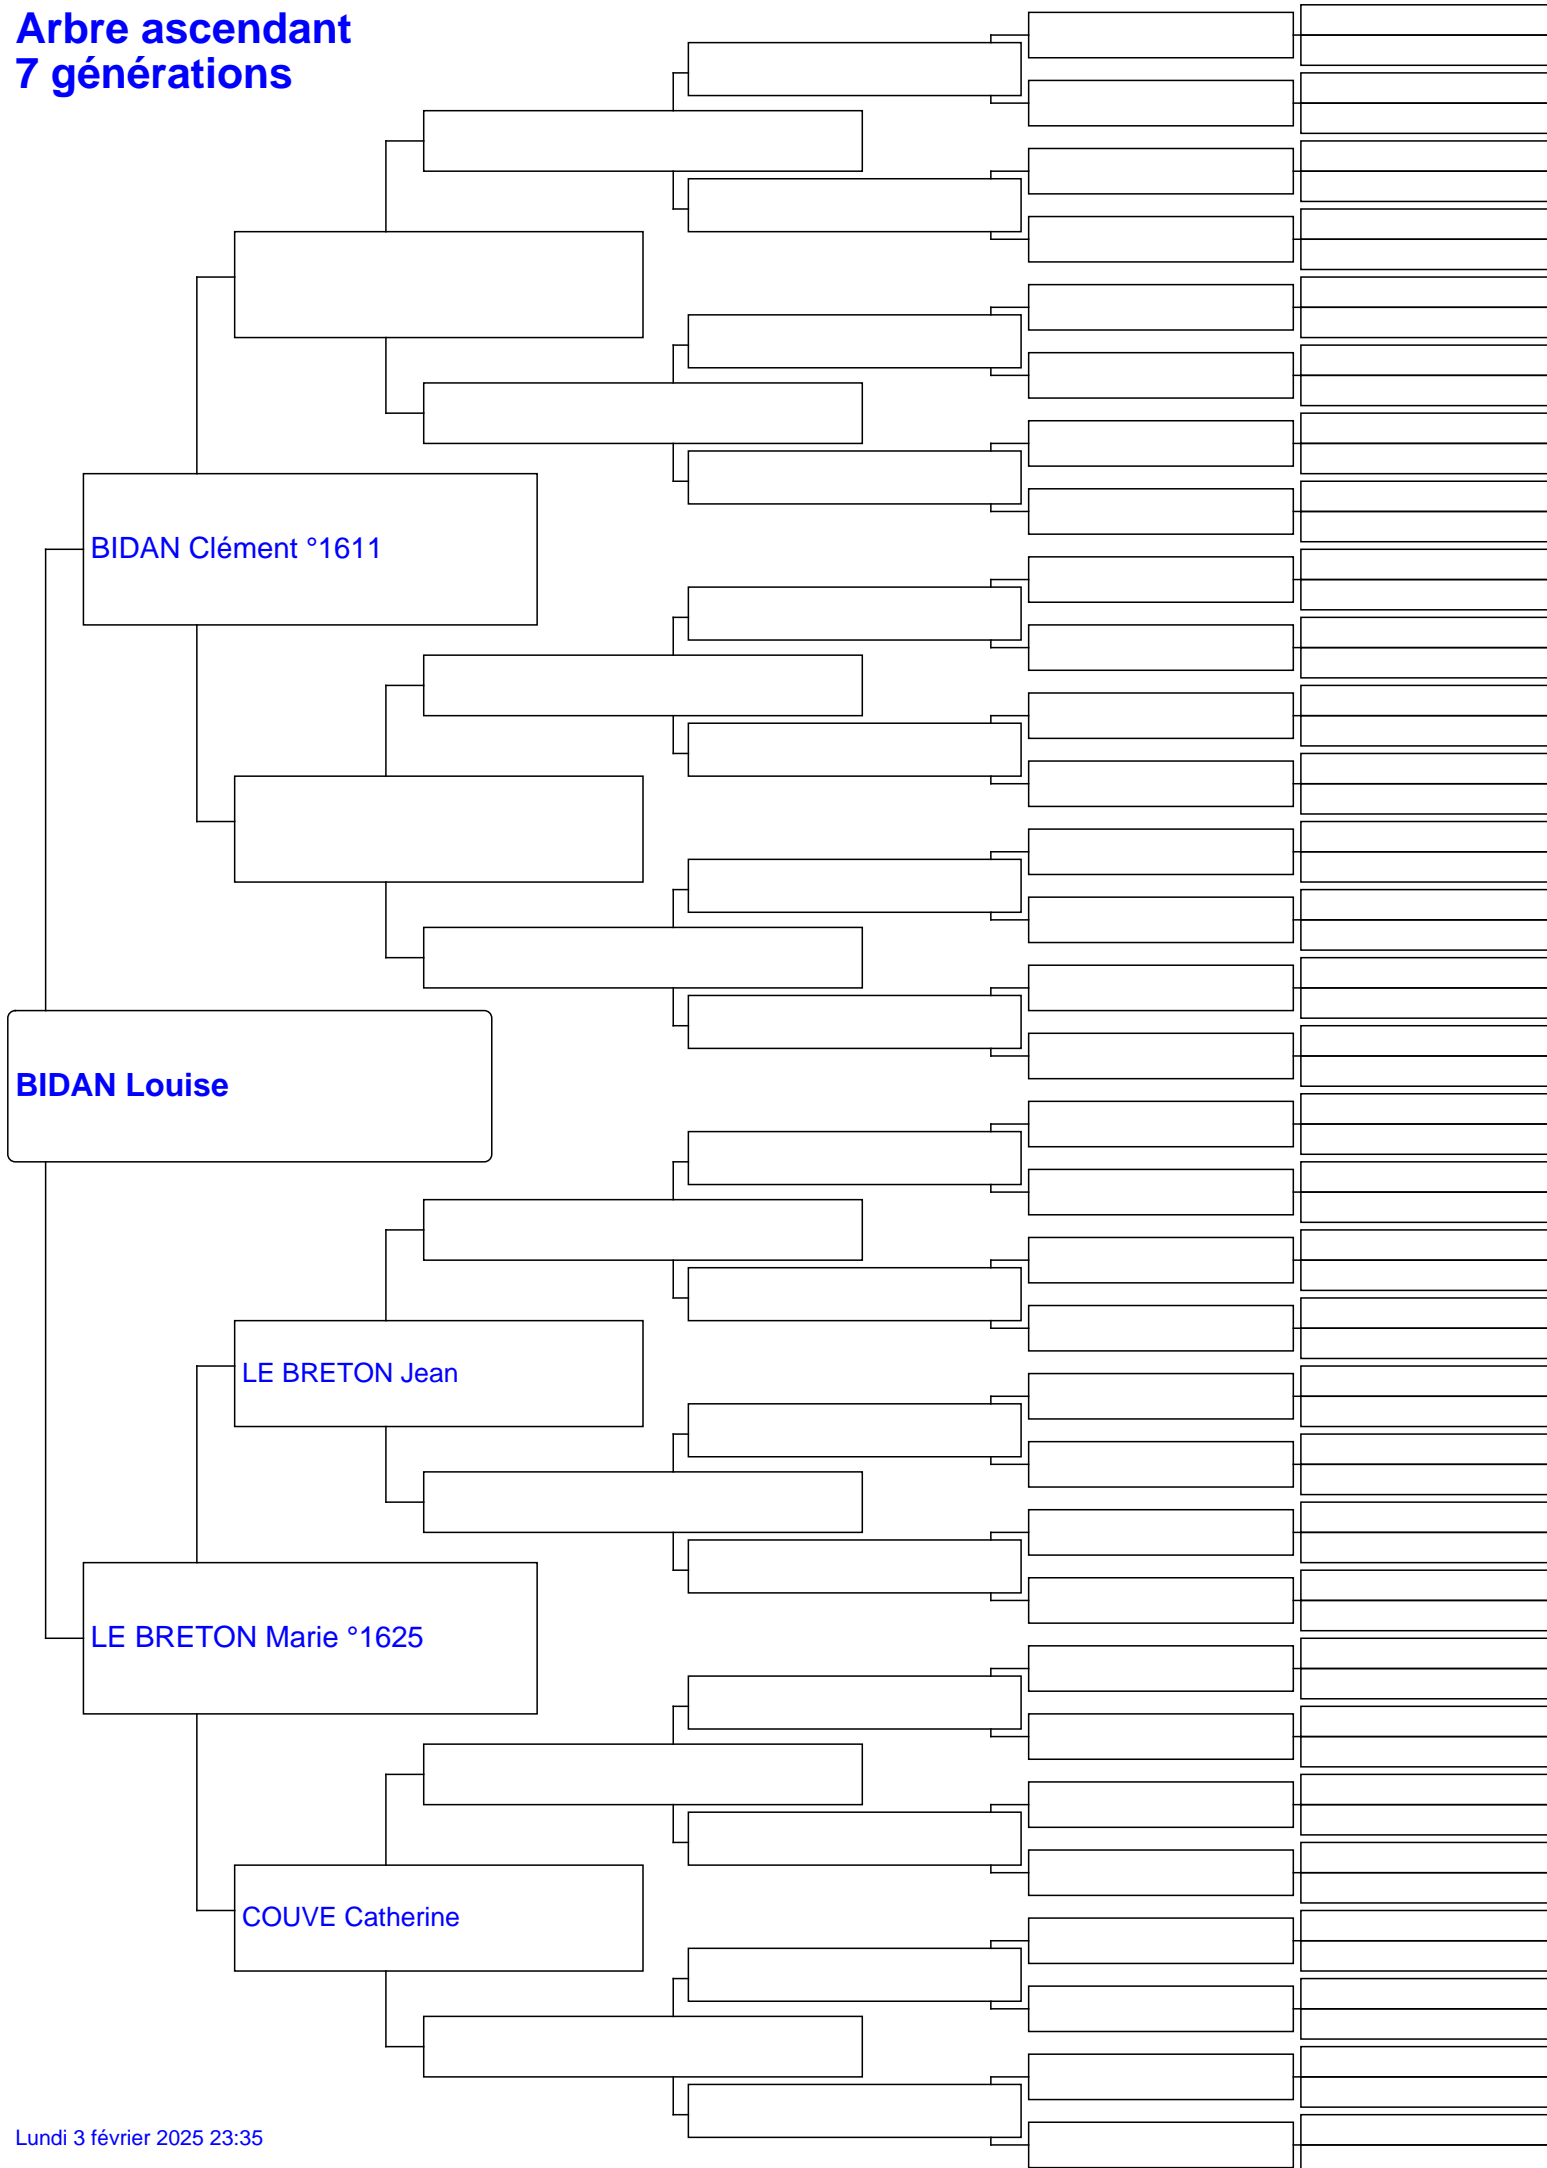 Arbre ascendant
7 générations
BIDAN Clément °1611
BIDAN Louise
LE BRETON Jean
LE BRETON Marie °1625
COUVE Catherine
Lundi 3 février 2025 23:35